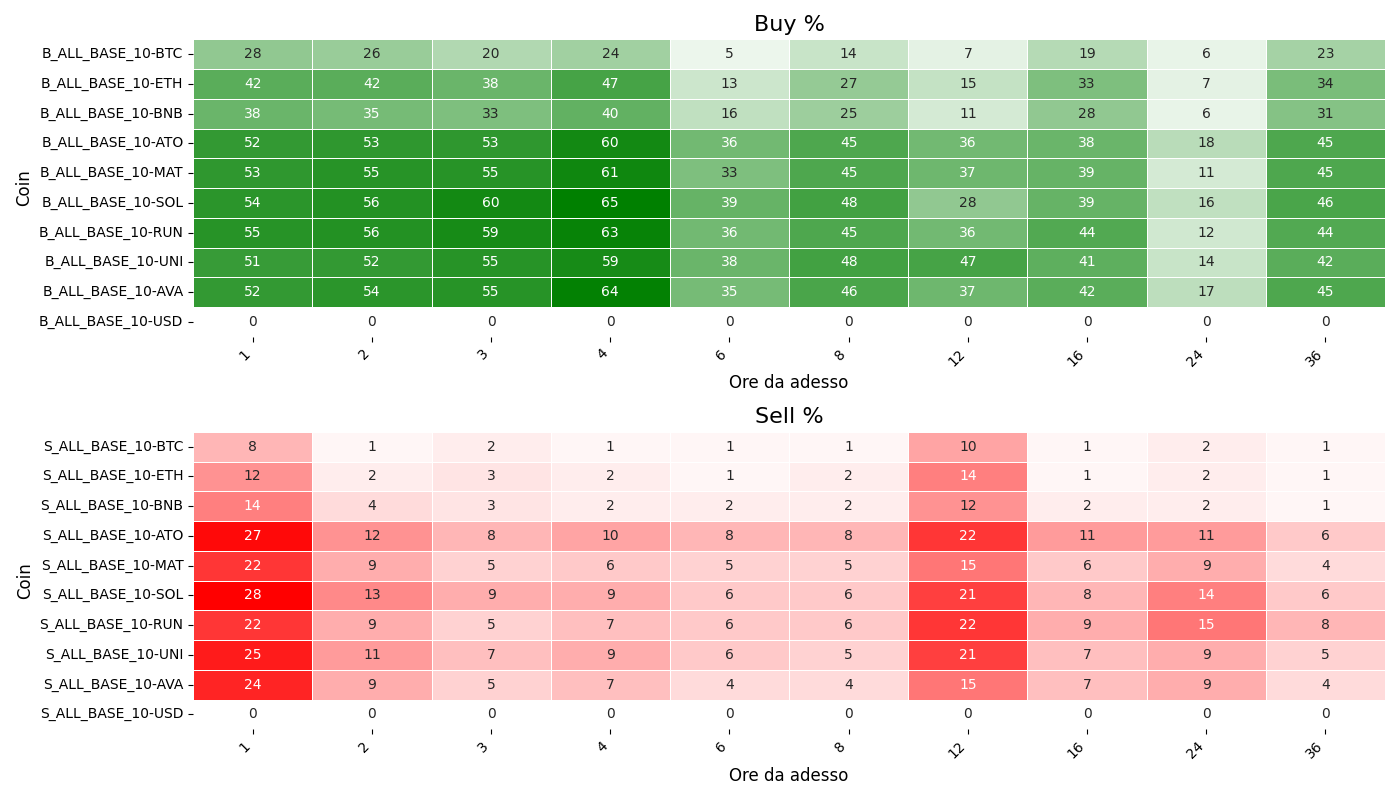 Buy %
B_ALL_BASE_10-BTC 28 26 20 24 5 14 7 19 6 23
B_ALL_BASE_10-ETH 42 42 38 47 13 27 15 33 7 34
B_ALL_BASE_10-BNB 38 35 33 40 16 25 11 28 6 31
B_ALL_BASE_10-ATO 52 53 53 60 36 45 36 38 18 45
B_ALL_BASE_10-MAT 53 55 55 61 33 45 37 39 11 45
B_ALL_BASE_10-SOL 54 56 60 65 39 48 28 39 16 46
B_ALL_BASE_10-RUN 55 56 59 63 36 45 36 44 12 44
B_ALL_BASE_10-UNI 51 52 55 59 38 48 47 41 14 42
B_ALL_BASE_10-AVA 52 54 55 64 35 46 37 42 17 45
B_ALL_BASE_10-USD 0 0 0 0 0 0 0 0 0 0
Coin
1 2 3 4 6 8 12 16 24 36
Ore da adesso
Sell %
S_ALL_BASE_10-BTC 8 1 2 1 1 1 10 1 2 1
S_ALL_BASE_10-ETH 12 2 3 2 1 2 14 1 2 1
S_ALL_BASE_10-BNB 14 4 3 2 2 2 12 2 2 1
S_ALL_BASE_10-ATO 27 12 8 10 8 8 22 11 11 6
S_ALL_BASE_10-MAT 22 9 5 6 5 5 15 6 9 4
S_ALL_BASE_10-SOL 28 13 9 9 6 6 21 8 14 6
S_ALL_BASE_10-RUN 22 9 5 7 6 6 22 9 15 8
S_ALL_BASE_10-UNI 25 11 7 9 6 5 21 7 9 5
S_ALL_BASE_10-AVA 24 9 5 7 4 4 15 7 9 4
S_ALL_BASE_10-USD 0 0 0 0 0 0 0 0 0 0
Coin
1 2 3 4 6 8 12 16 24 36
Ore da adesso